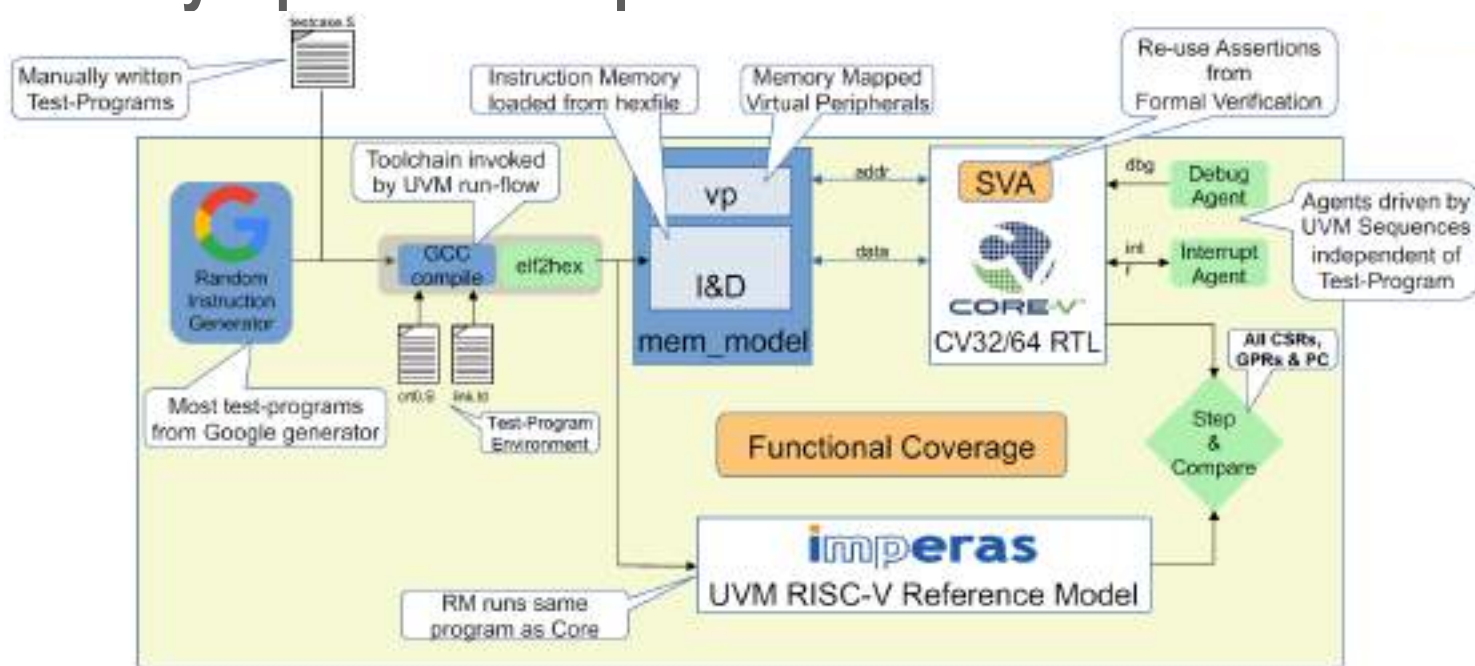 testcase.S
Manually written
Test-Programs
Instruction Memory
loaded from hexfile
Memory Mapped
Virtual Peripherals
Re-use Assertions
from
Formal Verification
Toolchain invoked
by UVM run-flow
Random
Instruction
Generator
GCC
compile
elf2hex
crt0.S
link.ld
Test-Program
Environment
Most test-programs
from Google generator
vp
I&D
mem_model
addr
data
SVA
CORE-V
CV32/64 RTL
dbg
int
r
Debug
Agent
Interrupt
Agent
Agents driven by
UVM Sequences
independent of
Test-Program
All CSRs,
GPRs & PC
Step
&
Compare
Functional Coverage
imperas
UVM RISC-V Reference Model
RM runs same
program as Core